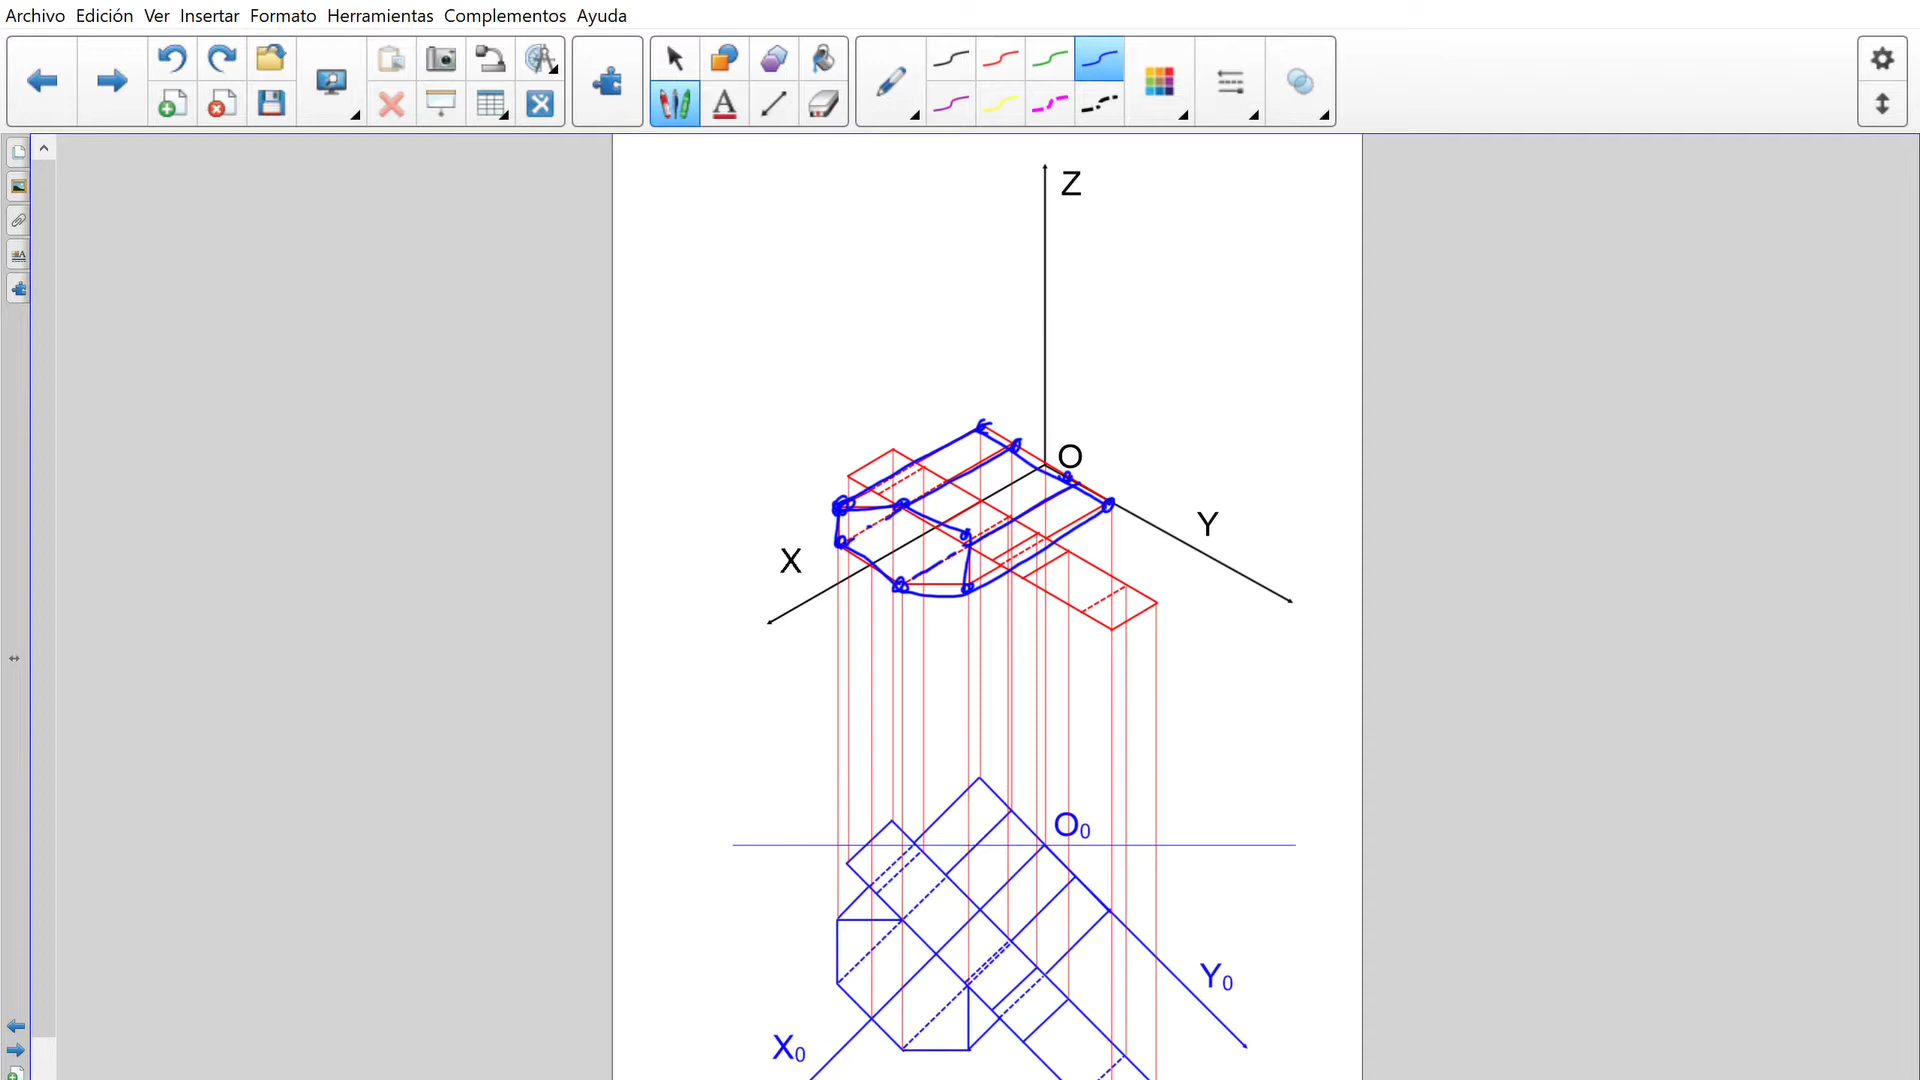 Archivo Edición Ver Insertar Formato Herramientas Complementos Ayuda
Z
O
Y
X
O₀
Y₀
X₀